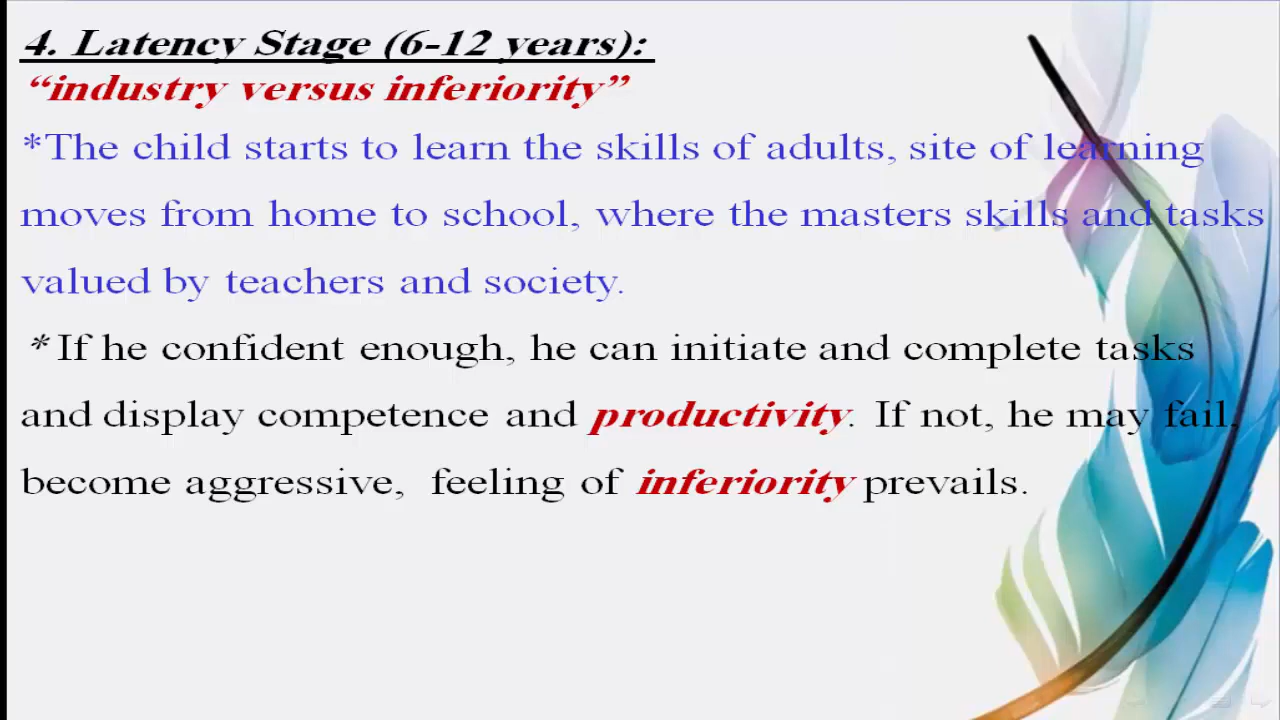 4. Latency Stage (6-12 years):
“industry versus inferiority”
*The child starts to learn the skills of adults, site of learning
moves from home to school, where the masters skills and tasks
valued by teachers and society.
* If he confident enough, he can initiate and complete tasks
and display competence and productivity. If not, he may fail,
become aggressive, feeling of inferiority prevails.